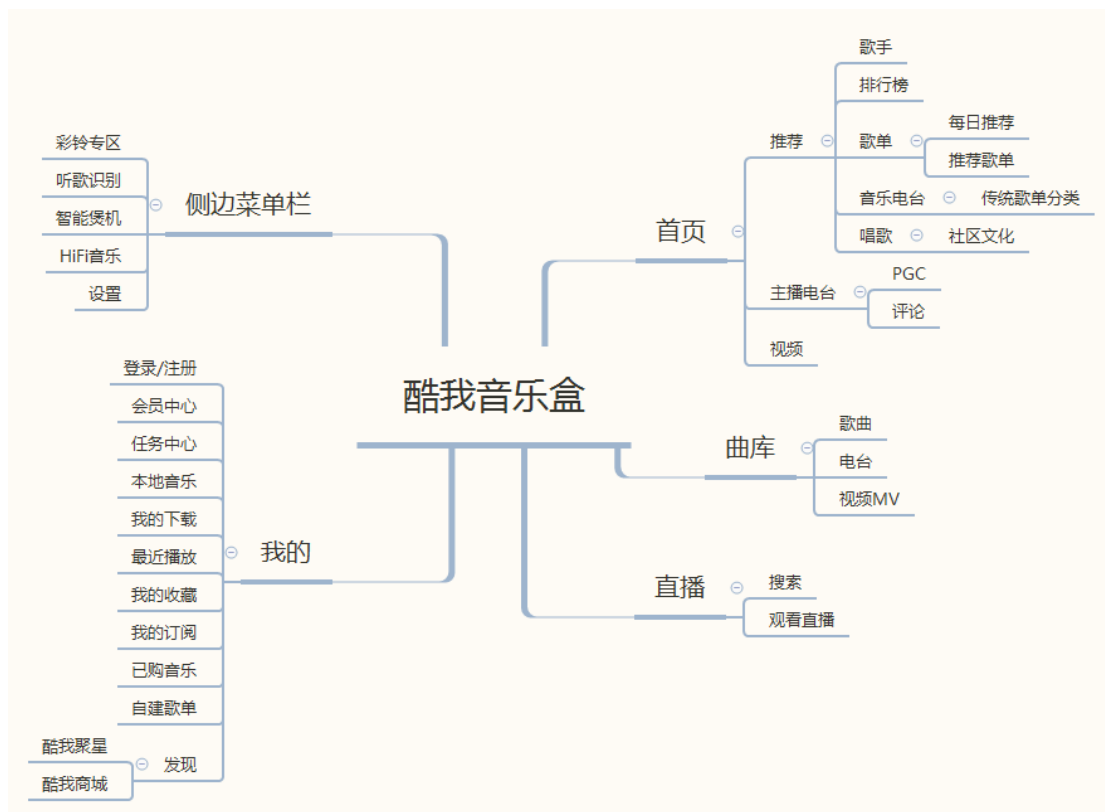 酷我音乐盒
首页
推荐
歌手
排行榜
歌单
每日推荐
推荐歌单
音乐电台
传统歌单分类
唱歌
社区文化
主播电台
PGC
评论
视频
曲库
歌曲
电台
视频MV
直播
搜索
观看直播
侧边菜单栏
彩铃专区
听歌识别
智能煲机
HiFi音乐
设置
我的
登录/注册
会员中心
任务中心
本地音乐
我的下载
最近播放
我的收藏
我的订阅
已购音乐
自建歌单
发现
酷我聚星
酷我商城